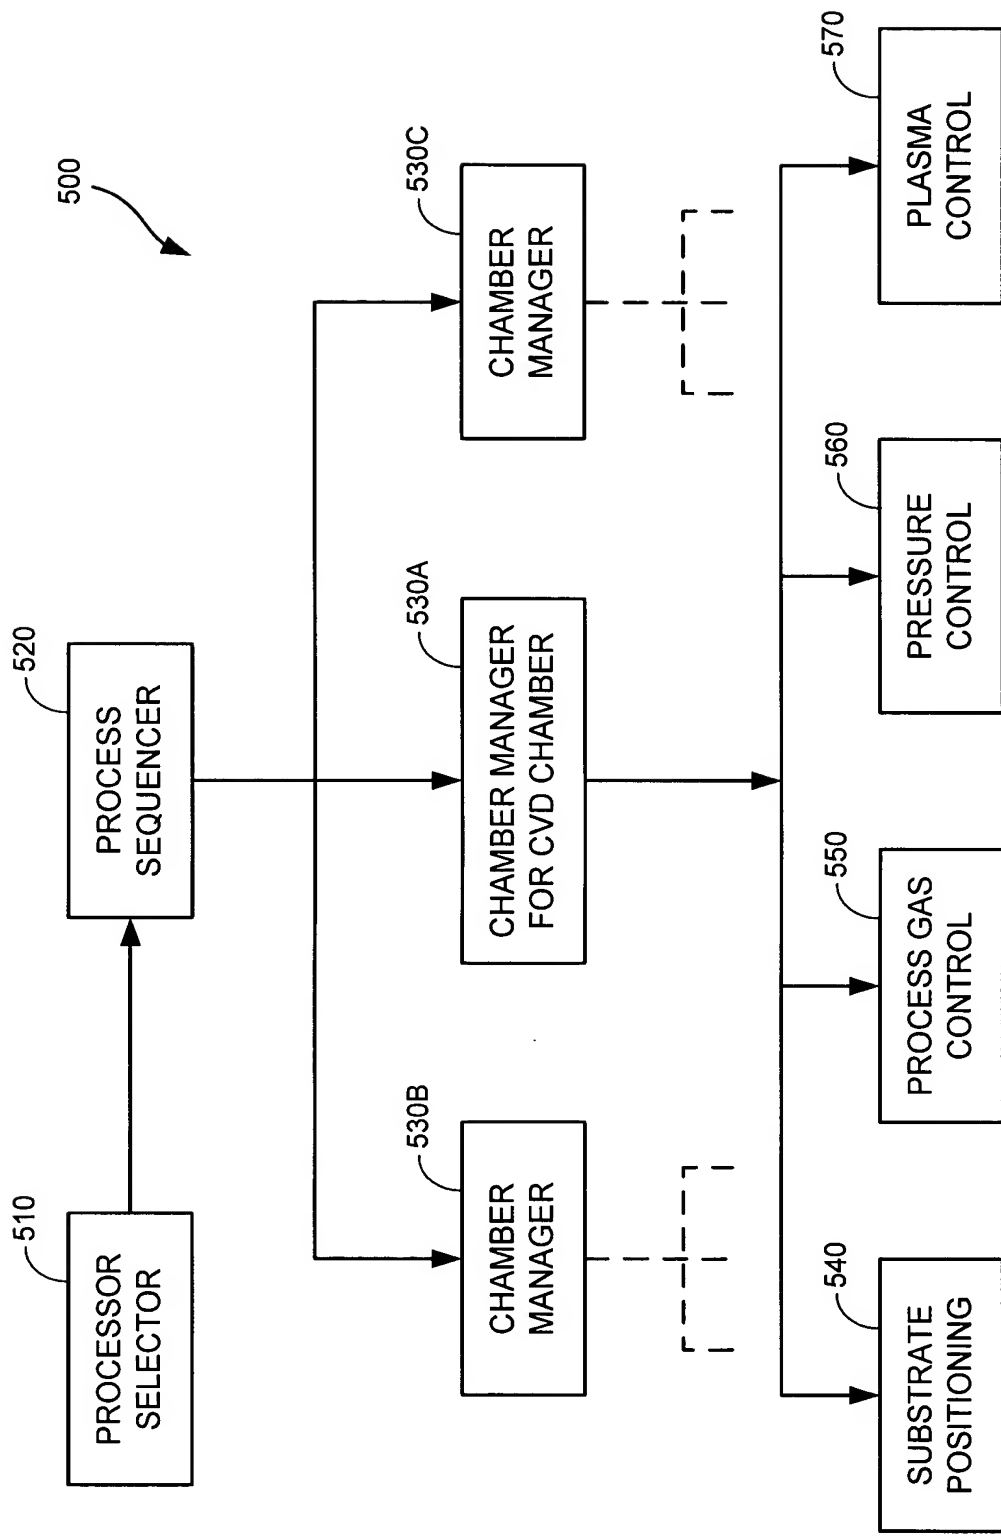 500
510
PROCESSOR
SELECTOR
520
PROCESS
SEQUENCER
530B
CHAMBER
MANAGER
530A
CHAMBER MANAGER
FOR CVD CHAMBER
530C
CHAMBER
MANAGER
540
SUBSTRATE
POSITIONING
550
PROCESS GAS
CONTROL
560
PRESSURE
CONTROL
570
PLASMA
CONTROL